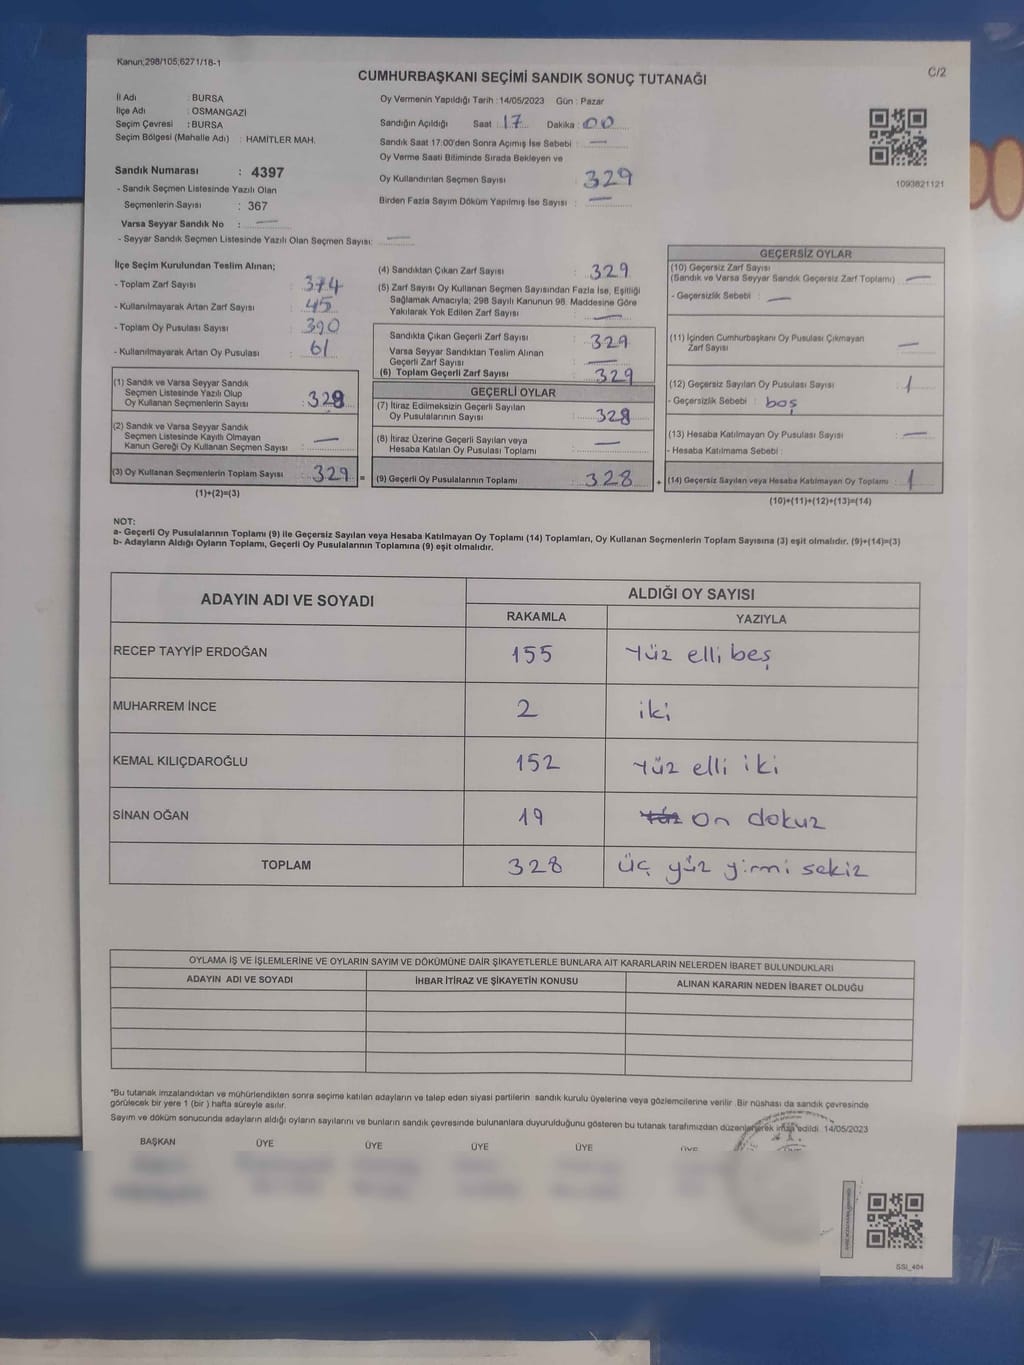 Kanun;298/105;6271/18-1
C/2
CUMHURBAŞKANI SEÇİMİ SANDIK SONUÇ TUTANAĞI
İl Adı : BURSA
İlçe Adı : OSMANGAZİ
Seçim Çevresi : BURSA
Seçim Bölgesi (Mahalle Adı) : HAMİTLER MAH.
Oy Vermenin Yapıldığı Tarih : 14/05/2023 Gün : Pazar
Sandığın Açıldığı Saat : 17 Dakika : 00
Sandık Saat 17:00'den Sonra Açımış İse Sebebi : —
Oy Verme Saati Bitiminde Sırada Bekleyen ve
Oy Kullandırılan Seçmen Sayısı : 329
Birden Fazla Sayım Döküm Yapılmış İse Sayısı : —
1093821121
Sandık Numarası : 4397
- Sandık Seçmen Listesinde Yazılı Olan
Seçmenlerin Sayısı : 367
Varsa Seyyar Sandık No : —
- Seyyar Sandık Seçmen Listesinde Yazılı Olan Seçmen Sayısı: —
İlçe Seçim Kurulundan Teslim Alınan;
- Toplam Zarf Sayısı : 374
- Kullanılmayarak Artan Zarf Sayısı : 45
- Toplam Oy Pusulası Sayısı : 390
- Kullanılmayarak Artan Oy Pusulası : 61
(1) Sandık ve Varsa Seyyar Sandık
Seçmen Listesinde Yazılı Olup
Oy Kullanan Seçmenlerin Sayısı : 329
(2) Sandık ve Varsa Seyyar Sandık
Seçmen Listesinde Kayıtlı Olmayan
Kanun Gereği Oy Kullanan Seçmen Sayısı : —
(3) Oy Kullanan Seçmenlerin Toplam Sayısı : 329 =
(1)+(2)=(3)
(4) Sandıktan Çıkan Zarf Sayısı : 329
(5) Zarf Sayısı Oy Kullanan Seçmen Sayısından Fazla İse, Eşitliği
Sağlamak Amacıyla; 298 Sayılı Kanunun 98. Maddesine Göre
Yakılarak Yok Edilen Zarf Sayısı : —
Sandıkta Çıkan Geçerli Zarf Sayısı : 329
Varsa Seyyar Sandıktan Teslim Alınan
Geçerli Zarf Sayısı : —
(6) Toplam Geçerli Zarf Sayısı : 329
GEÇERLİ OYLAR
(7) İtiraz Edilmeksizin Geçerli Sayılan
Oy Pusulalarının Sayısı : 328
(8) İtiraz Üzerine Geçerli Sayılan veya
Hesaba Katılan Oy Pusulası Toplamı : —
(9) Geçerli Oy Pusulalarının Toplamı : 328 +
GEÇERSİZ OYLAR
(10) Geçersiz Zarf Sayısı
(Sandık ve Varsa Seyyar Sandık Geçersiz Zarf Toplamı) : —
- Geçersizlik Sebebi : —
(11) İçinden Cumhurbaşkanı Oy Pusulası Çıkmayan
Zarf Sayısı : —
(12) Geçersiz Sayılan Oy Pusulası Sayısı : 1
- Geçersizlik Sebebi : boş
(13) Hesaba Katılmayan Oy Pusulası Sayısı : —
- Hesaba Katılmama Sebebi :
(14) Geçersiz Sayılan veya Hesaba Katılmayan Oy Toplamı : 1
(10)+(11)+(12)+(13)=(14)
NOT:
a- Geçerli Oy Pusulalarının Toplamı (9) ile Geçersiz Sayılan veya Hesaba Katılmayan Oy Toplamı (14) Toplamları, Oy Kullanan Seçmenlerin Toplam Sayısına (3) eşit olmalıdır. (9)+(14)=(3)
b- Adayların Aldığı Oyların Toplamı, Geçerli Oy Pusulalarının Toplamına (9) eşit olmalıdır.
ADAYIN ADI VE SOYADI ALDIĞI OY SAYISI
RAKAMLA YAZIYLA
RECEP TAYYİP ERDOĞAN 155 Yüz elli beş
MUHARREM İNCE 2 iki
KEMAL KILIÇDAROĞLU 152 Yüz elli iki
SİNAN OĞAN 19 on dokuz
TOPLAM 328 üç yüz yirmi sekiz
OYLAMA İŞ VE İŞLEMLERİNE VE OYLARIN SAYIM VE DÖKÜMÜNE DAİR ŞİKAYETLERLE BUNLARA AİT KARARLARIN NELERDEN İBARET BULUNDUKLARI
ADAYIN ADI VE SOYADI İHBAR İTİRAZ VE ŞİKAYETİN KONUSU ALINAN KARARIN NEDEN İBARET OLDUĞU
*Bu tutanak imzalandıktan ve mühürlendikten sonra seçime katılan adayların ve talep eden siyasi partilerin sandık kurulu üyelerine veya gözlemcilerine verilir .Bir nüshası da sandık çevresinde
görülecek bir yere 1 (bir ) hafta süreyle asılır.
Sayım ve döküm sonucunda adayların aldığı oyların sayılarını ve bunların sandık çevresinde bulunanlara duyurulduğunu gösteren bu tutanak tarafımızdan düzenlenerek imza edildi. 14/05/2023
BAŞKAN ÜYE ÜYE ÜYE ÜYE ÜYE
SSI_404